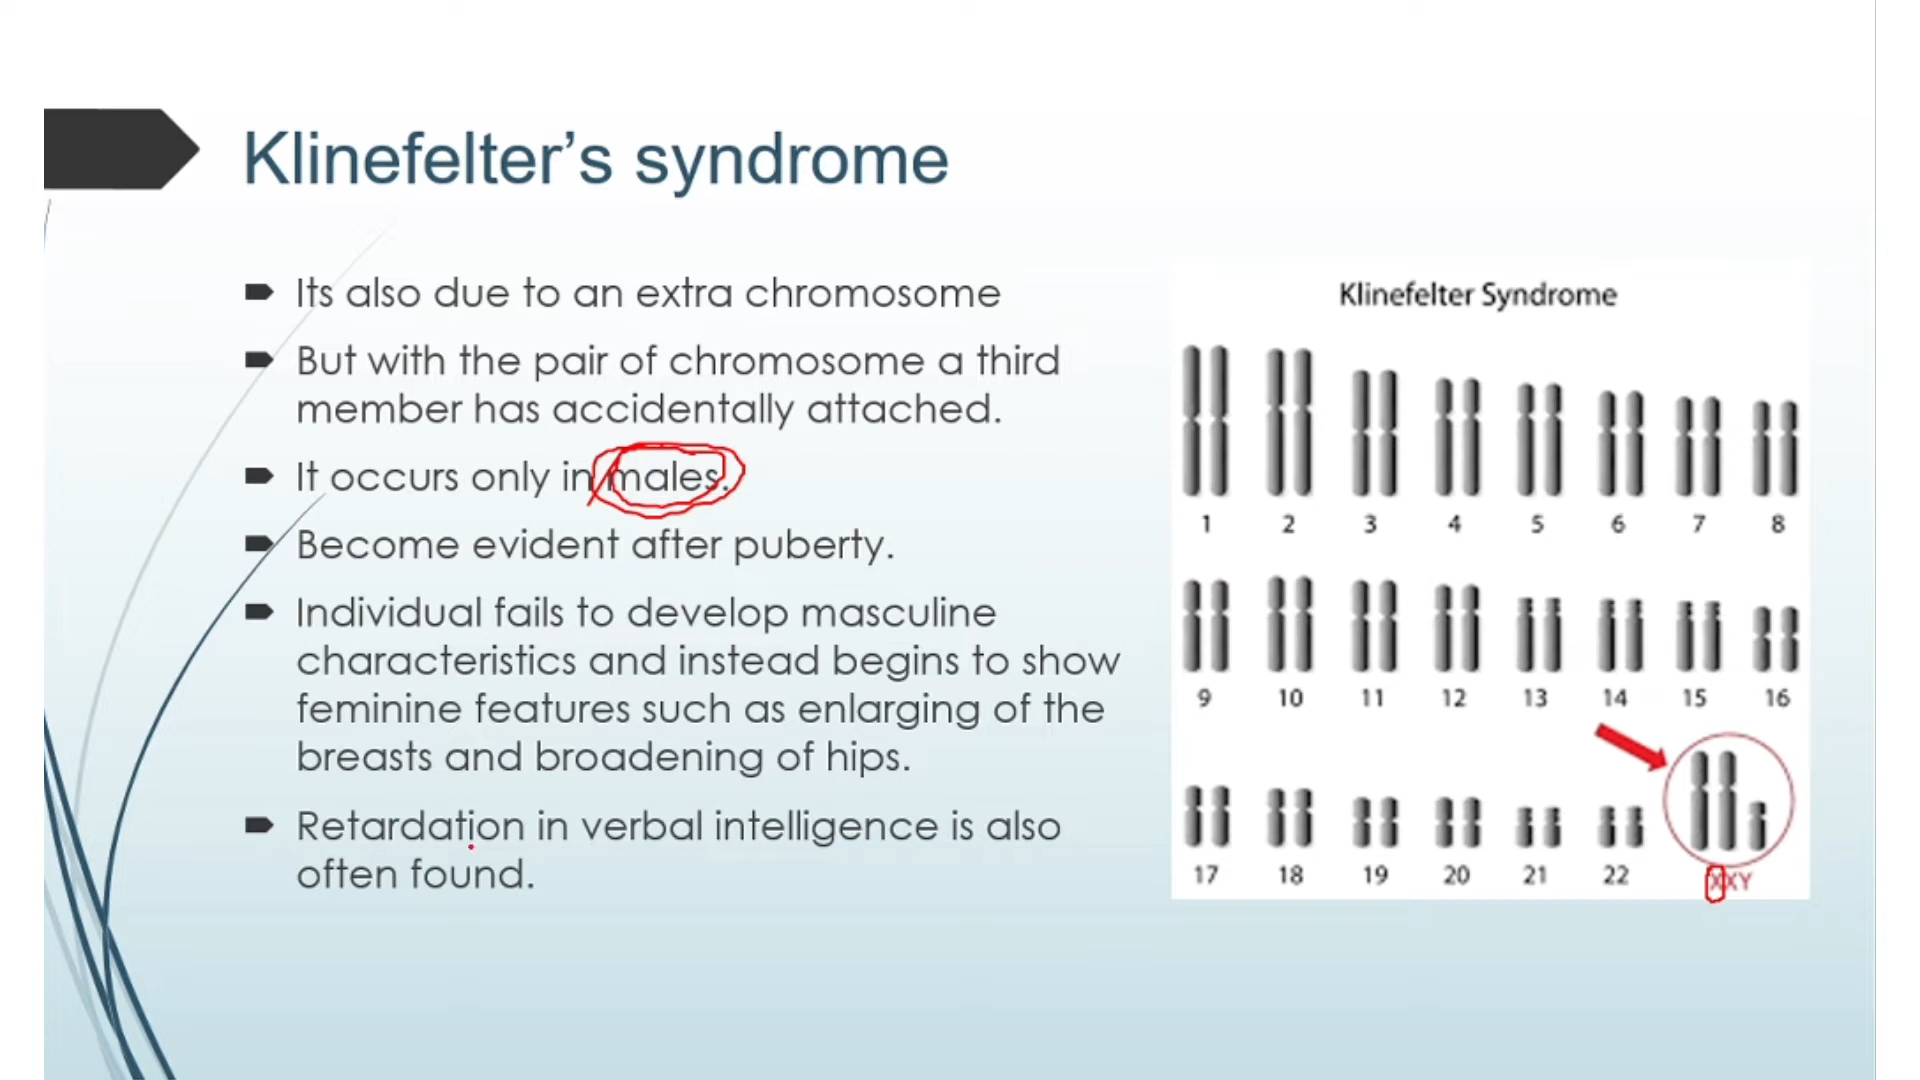 Klinefelter's syndrome
Its also due to an extra chromosome
But with the pair of chromosome a third
member has accidentally attached.
It occurs only in males.
Become evident after puberty.
Individual fails to develop masculine
characteristics and instead begins to show
feminine features such as enlarging of the
breasts and broadening of hips.
Retardation in verbal intelligence is also
often found.
Klinefelter Syndrome
1 2 3 4 5 6 7 8
9 10 11 12 13 14 15 16
17 18 19 20 21 22 XXY